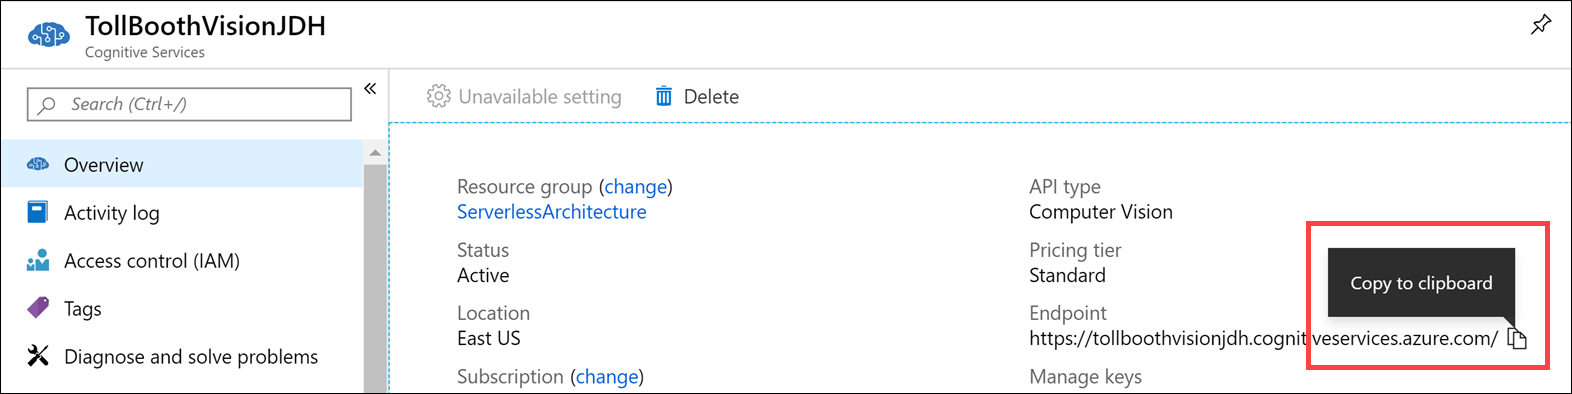 TollBoothVisionJDH
Cognitive Services
Search (Ctrl+/)
«
Unavailable setting
Delete
Overview
Activity log
Access control (IAM)
Tags
Diagnose and solve problems
Resource group (change)
ServerlessArchitecture
Status
Active
Location
East US
Subscription (change)
API type
Computer Vision
Pricing tier
Standard
Copy to clipboard
Endpoint
https://tollboothvisionjdh.cognitiveservices.azure.com/
Manage keys